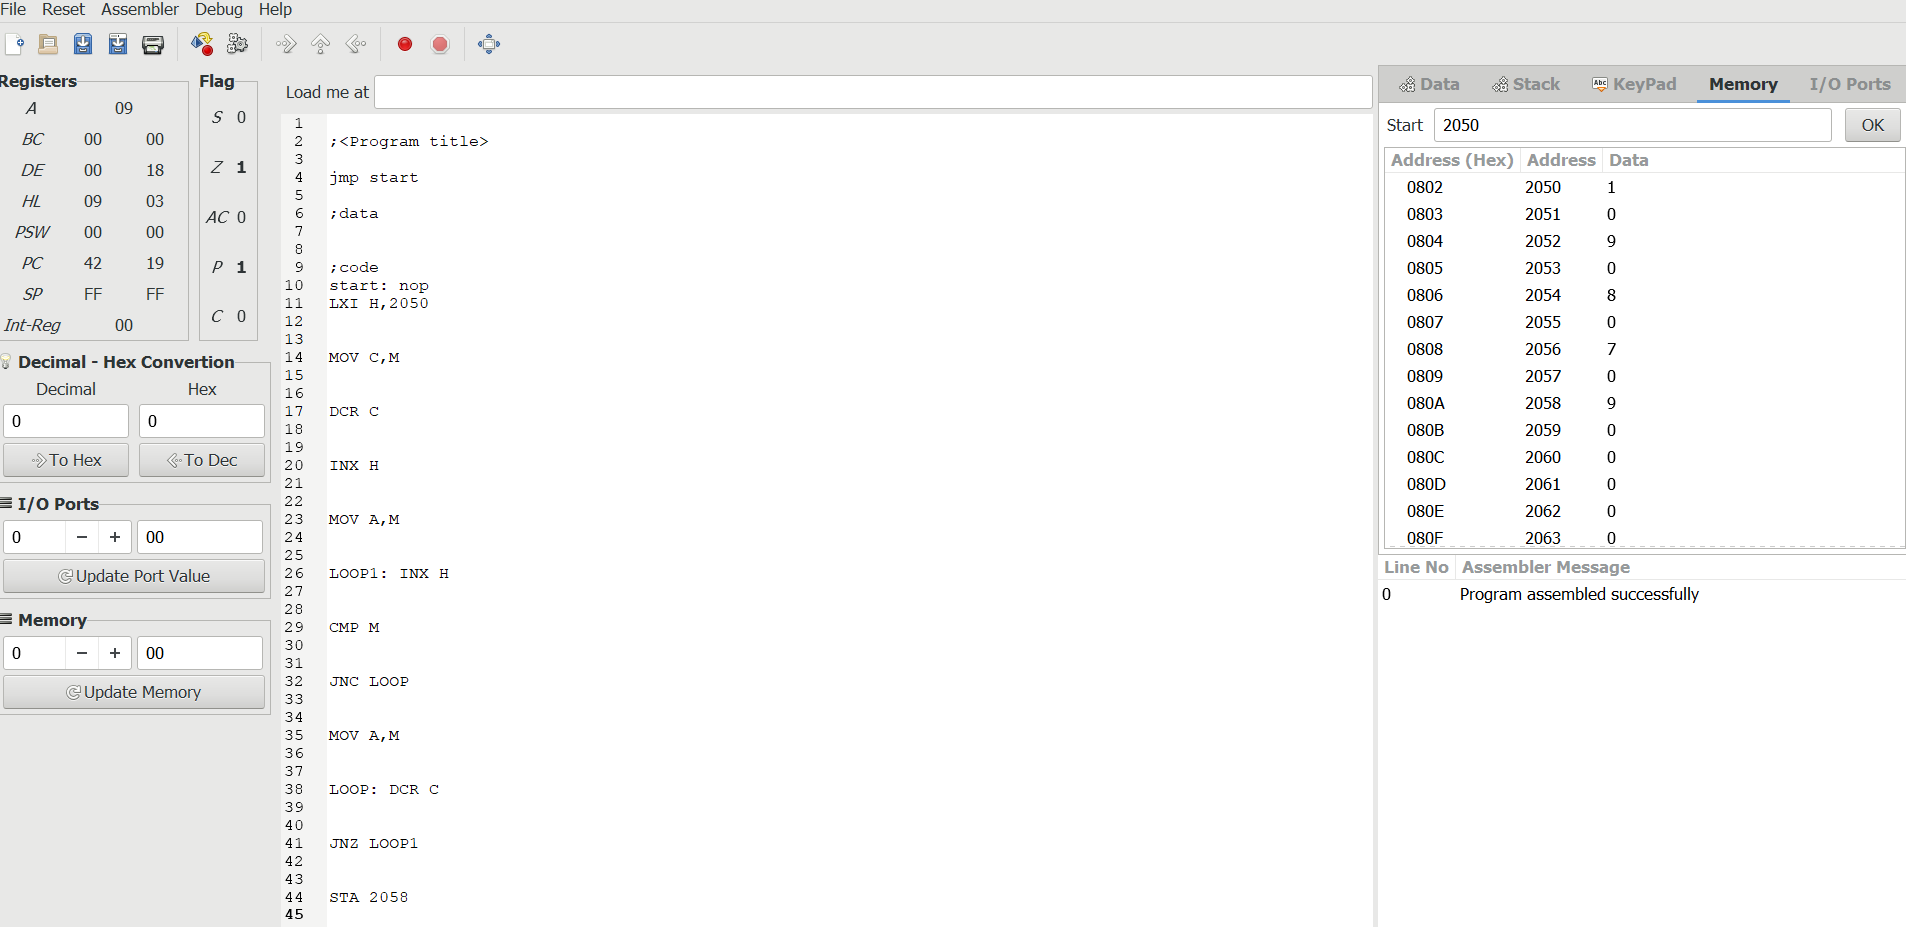 File Reset Assembler Debug Help
Registers
A 09
BC 00 00
DE 00 18
HL 09 03
PSW 00 00
PC 42 19
SP FF FF
Int-Reg 00
Flag
S 0
Z 1
AC 0
P 1
C 0
Decimal - Hex Convertion
Decimal Hex
0 0
To Hex To Dec
I/O Ports
0 − + 00
Update Port Value
Memory
0 − + 00
Update Memory
Load me at
1
2 ;<Program title>
3
4 jmp start
5
6 ;data
7
8
9 ;code
10 start: nop
11 LXI H,2050
12
13
14 MOV C,M
15
16
17 DCR C
18
19
20 INX H
21
22
23 MOV A,M
24
25
26 LOOP1: INX H
27
28
29 CMP M
30
31
32 JNC LOOP
33
34
35 MOV A,M
36
37
38 LOOP: DCR C
39
40
41 JNZ LOOP1
42
43
44 STA 2058
45
Data Stack Abc KeyPad Memory I/O Ports
Start 2050 OK
Address (Hex) Address Data
0802 2050 1
0803 2051 0
0804 2052 9
0805 2053 0
0806 2054 8
0807 2055 0
0808 2056 7
0809 2057 0
080A 2058 9
080B 2059 0
080C 2060 0
080D 2061 0
080E 2062 0
080F 2063 0
Line No Assembler Message
0 Program assembled successfully